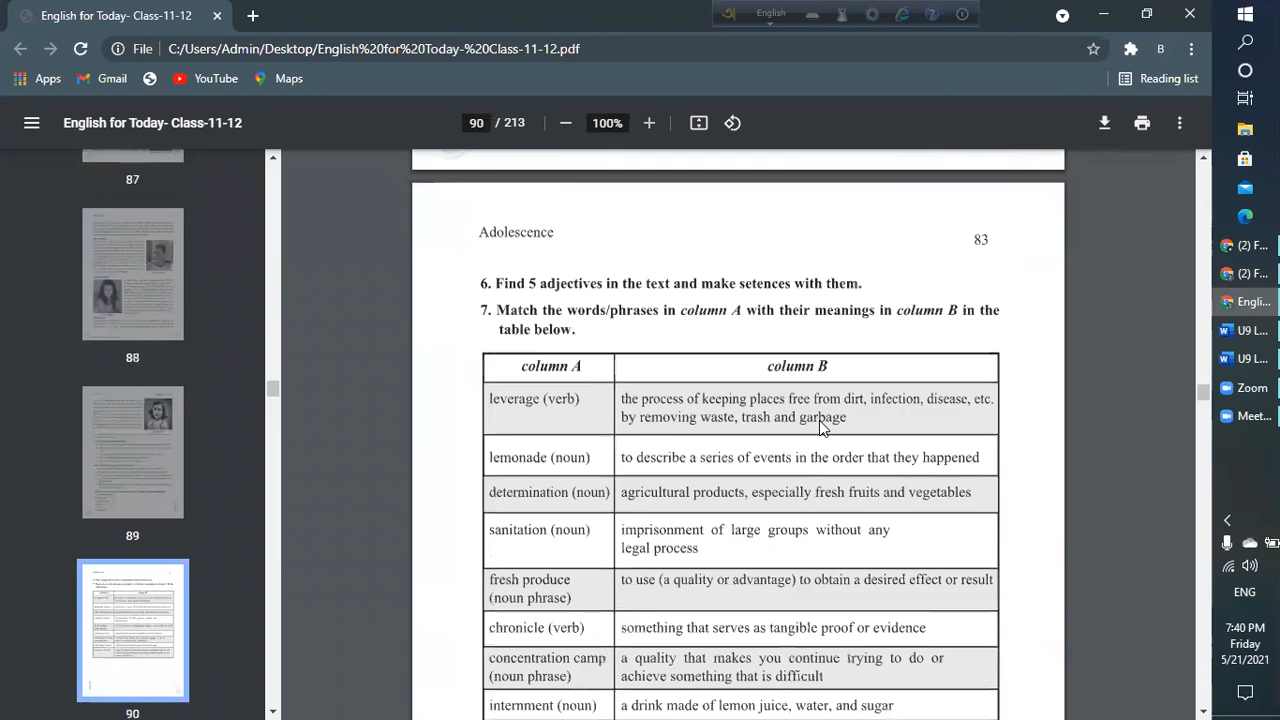 English for Today- Class-11-12
English
File
C:/Users/Admin/Desktop/English%20for%20Today-%20Class-11-12.pdf
B
Apps
Gmail
YouTube
Maps
Reading list
English for Today- Class-11-12
90 / 213
100%
87
88
89
90
Adolescence
83
6. Find 5 adjectives in the text and make setences with them.
7. Match the words/phrases in column A with their meanings in column B in the
table below.
column A
column B
leverage (verb)
the process of keeping places free from dirt, infection, disease, etc.
by removing waste, trash and garbage
lemonade (noun)
to describe a series of events in the order that they happened
determination (noun)
agricultural products, especially fresh fruits and vegetables
sanitation (noun)
imprisonment of large groups without any
legal process
fresh produce
(noun phrase)
to use (a quality or advantage) to obtain a desired effect or result
chronicle (verb)
something that serves as tangible proof or evidence
concentration camp
(noun phrase)
a quality that makes you continue trying to do or
achieve something that is difficult
internment (noun)
a drink made of lemon juice, water, and sugar
(2) F...
(2) F...
Engli...
U9 L...
U9 L...
Zoom
Meet...
ENG
7:40 PM
Friday
5/21/2021